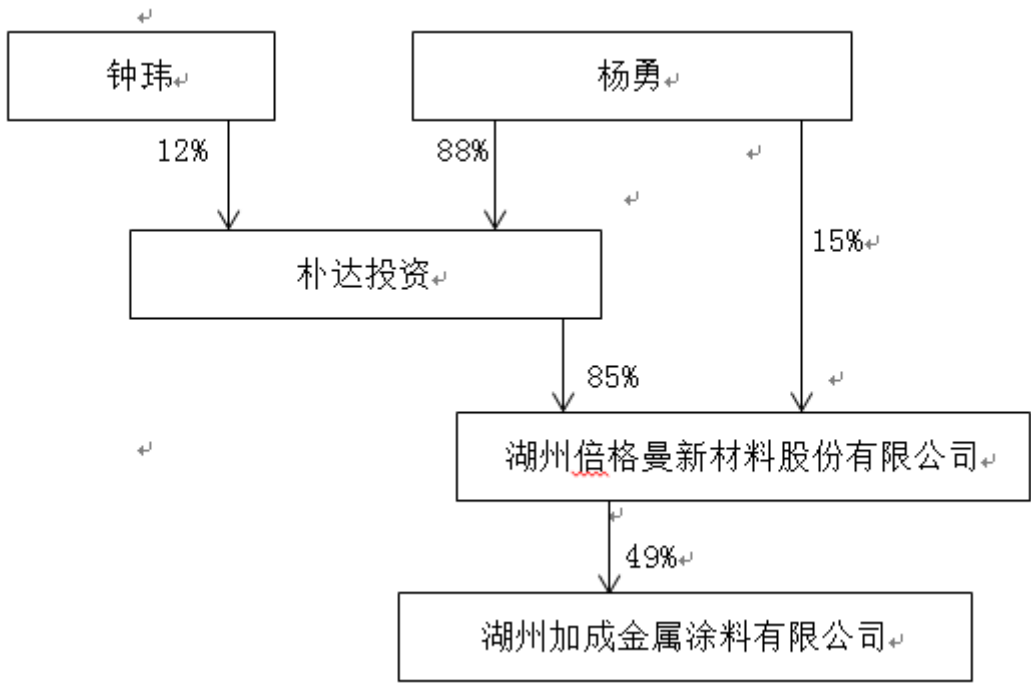 钟玮
杨勇
12%
88%
15%
朴达投资
85%
湖州倍格曼新材料股份有限公司
49%
湖州加成金属涂料有限公司